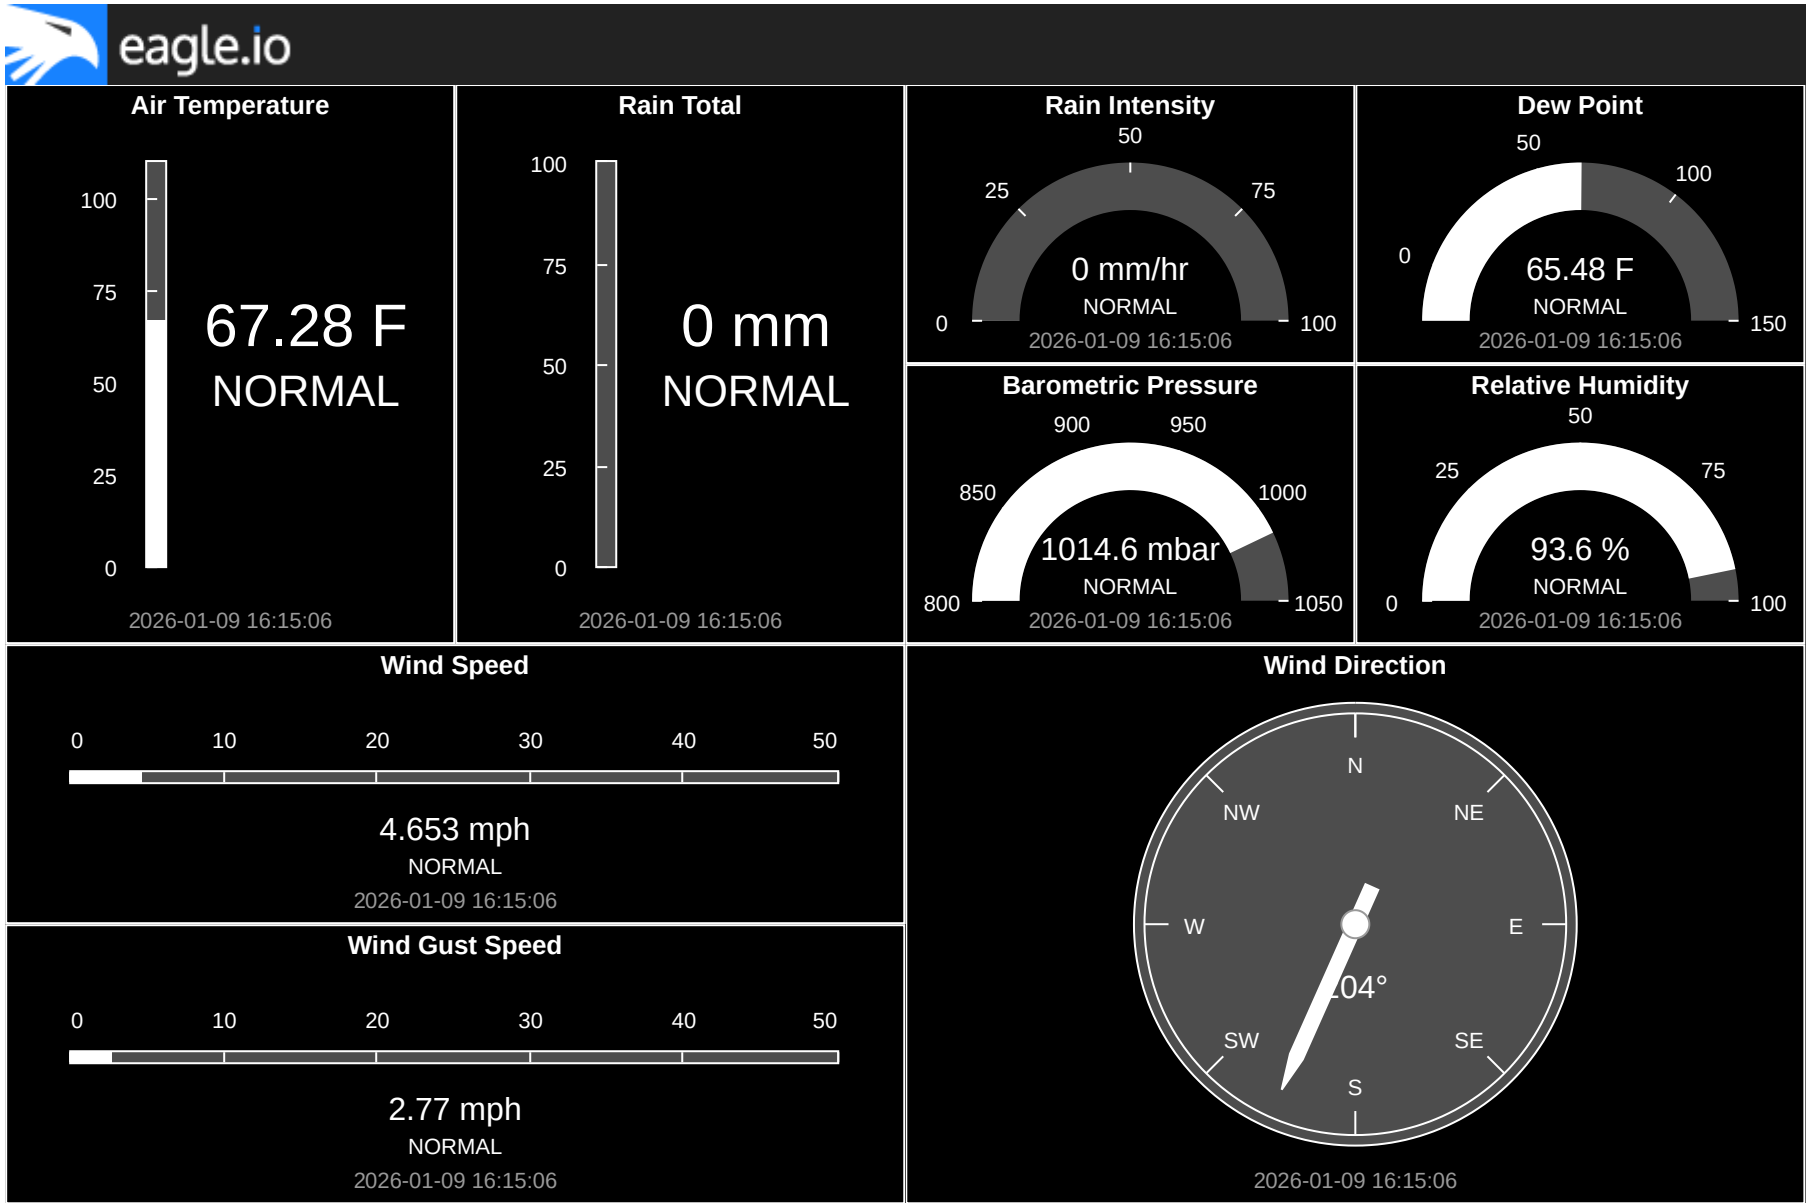 eagle.io
Air Temperature
100
75
50
25
0
67.28 F
NORMAL
2026-01-09 16:15:06
Rain Total
100
75
50
25
0
0 mm
NORMAL
2026-01-09 16:15:06
Rain Intensity
0
25
50
75
100
0 mm/hr
NORMAL
2026-01-09 16:15:06
Dew Point
0
50
100
150
65.48 F
NORMAL
2026-01-09 16:15:06
Barometric Pressure
800
850
900
950
1000
1050
1014.6 mbar
NORMAL
2026-01-09 16:15:06
Relative Humidity
0
25
50
75
100
93.6 %
NORMAL
2026-01-09 16:15:06
Wind Speed
0 10 20 30 40 50
4.653 mph
NORMAL
2026-01-09 16:15:06
Wind Gust Speed
0 10 20 30 40 50
2.77 mph
NORMAL
2026-01-09 16:15:06
Wind Direction
N
NW NE
W E
SW SE
S
2026-01-09 16:15:06